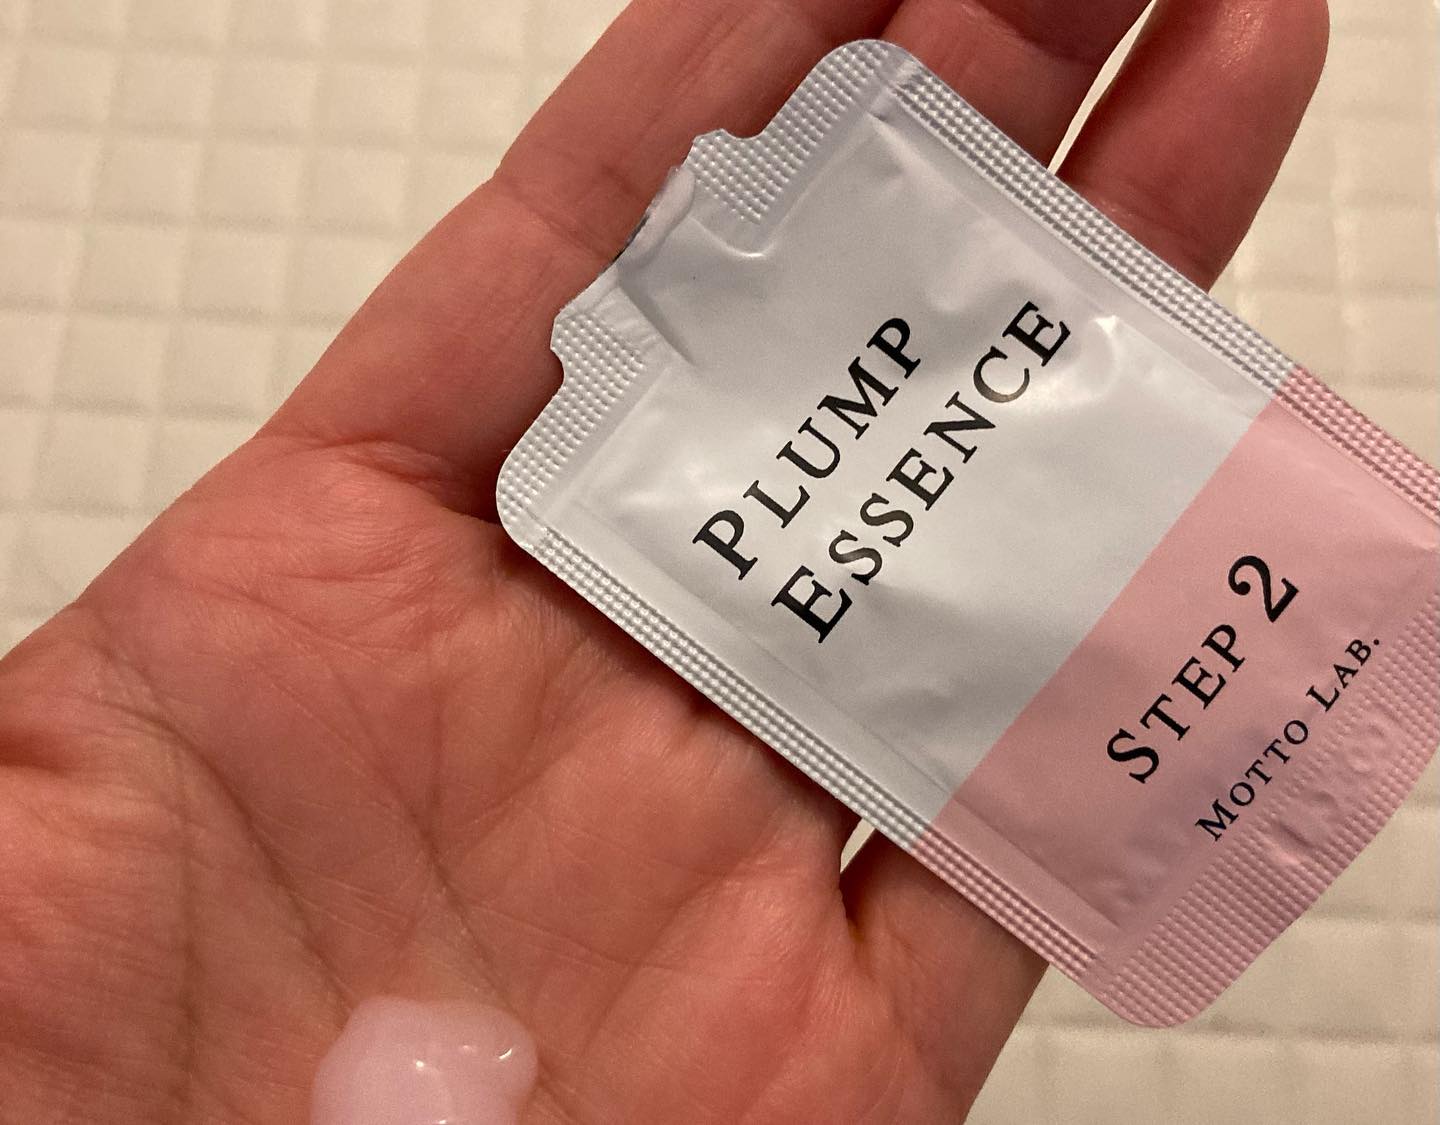 PLUMP
ESSENCE
STEP 2
MOTTO LAB.